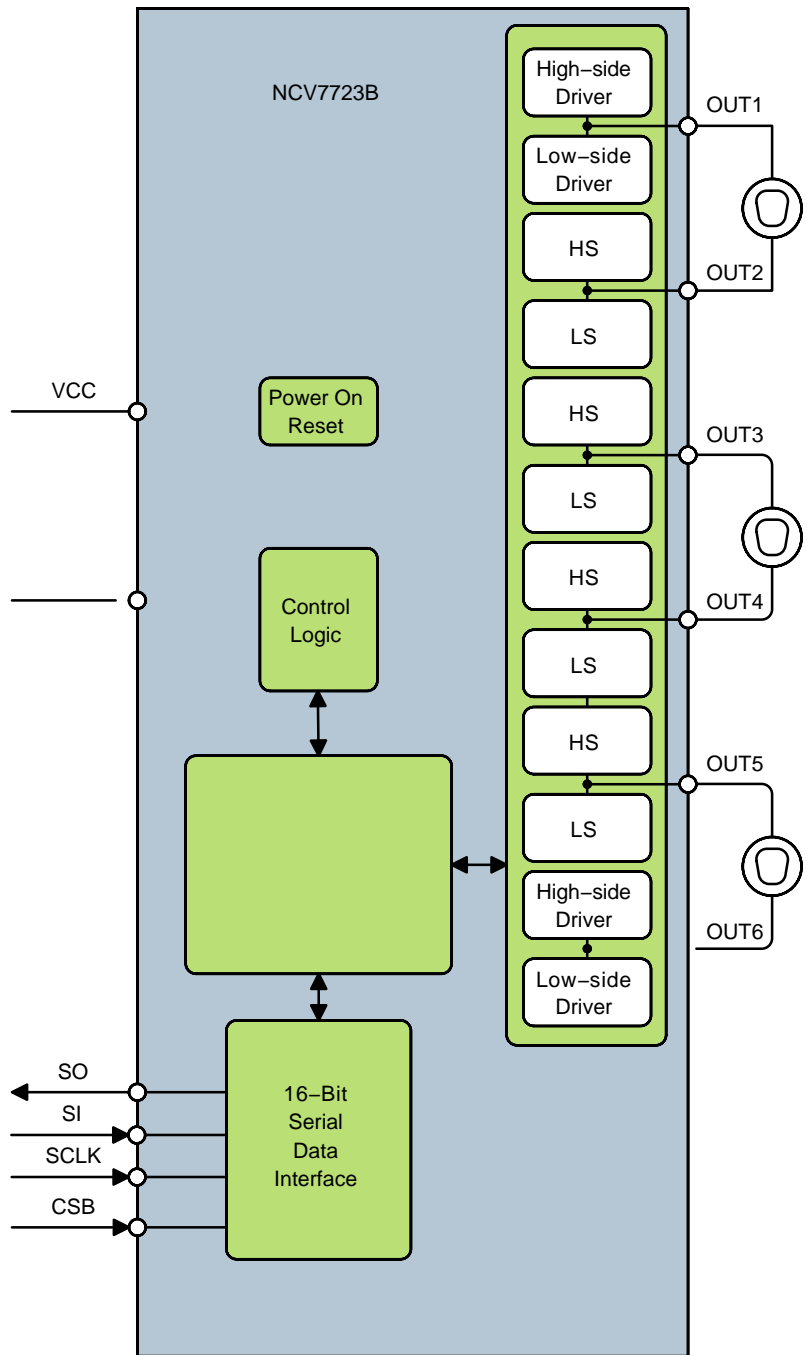 NCV7723B
High−side
Driver
OUT1
Low−side
Driver
HS
OUT2
LS
VCC
Power On
Reset
HS
OUT3
LS
Control
Logic
HS
OUT4
LS
HS
OUT5
LS
High−side
Driver
OUT6
Low−side
Driver
SO
SI
SCLK
CSB
16−Bit
Serial
Data
Interface